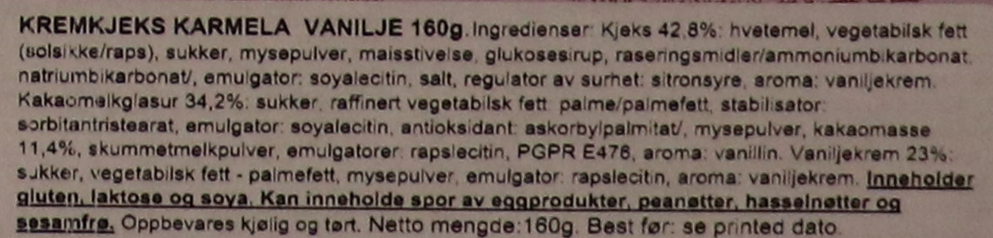 KREMKJEKS KARMELA VANILJE 160g. Ingredienser: Kjeks 42,8%: hvetemel, vegetabilsk fett
(solsikke/raps), sukker, mysepulver, maisstivelse, glukosesirup, raseringsmidler/ammoniumbikarbonat,
natriumbikarbonat/, emulgator: soyalecitin, salt, regulator av surhet: sitronsyre, aroma: vaniljekrem.
Kakaomelkglasur 34,2%: sukker, raffinert vegetabilsk fett: palme/palmefett, stabilisator:
sorbitantristearat, emulgator: soyalecitin, antioksidant: askorbylpalmitat/, mysepulver, kakaomasse
11,4%, skummetmelkpulver, emulgatorer: rapslecitin, PGPR E476, aroma: vanillin. Vaniljekrem 23%:
sukker, vegetabilsk fett - palmefett, mysepulver, emulgator: rapslecitin, aroma: vaniljekrem. Inneholder
gluten, laktose og soya. Kan inneholde spor av eggprodukter, peanøtter, hasselnøtter og
sesamfrø. Oppbevares kjølig og tørt. Netto mengde:160g. Best før: se printed dato.